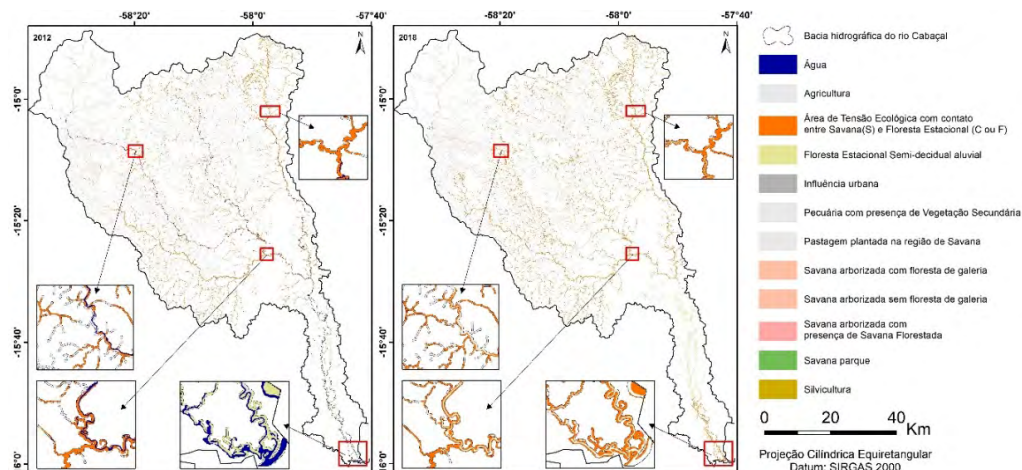 -58°20' -58°0' -57°40' -58°20' -58°0' -57°40'
2012 N 2018 N
-15°0' -15°0'
-15°20' -15°20'
-15°40' -15°40'
Bacia hidrográfica do rio Cabaçal
Água
Agricultura
Área de Tensão Ecológica com contato
entre Savana(S) e Floresta Estacional (C ou F)
Floresta Estacional Semi-decidual aluvial
Influência urbana
Pecuária com presença de Vegetação Secundária
Pastagem plantada na região de Savana
Savana arborizada com floresta de galeria
Savana arborizada sem floresta de galeria
Savana arborizada com
presença de Savana Florestada
Savana parque
Silvicultura
0 20 40
Km
Projeção Cilíndrica Equiretangular
Datum: SIRGAS 2000